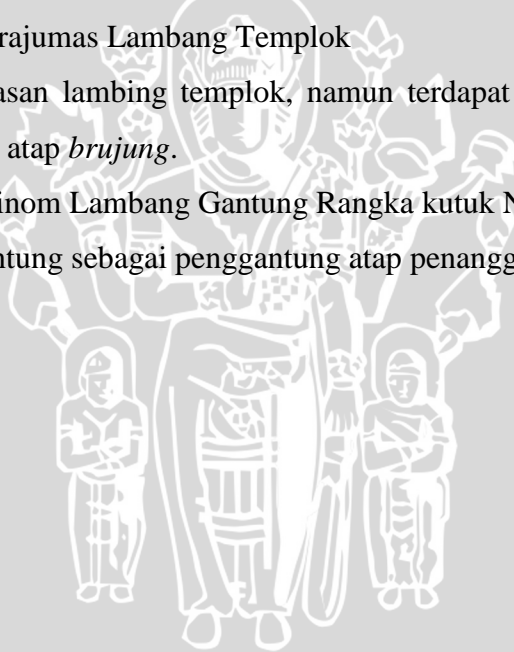 rajumas Lambang Templok
asan lambing templok, namun terdapat
atap brujung.
inom Lambang Gantung Rangka kutuk N
ntung sebagai penggantung atap penangg